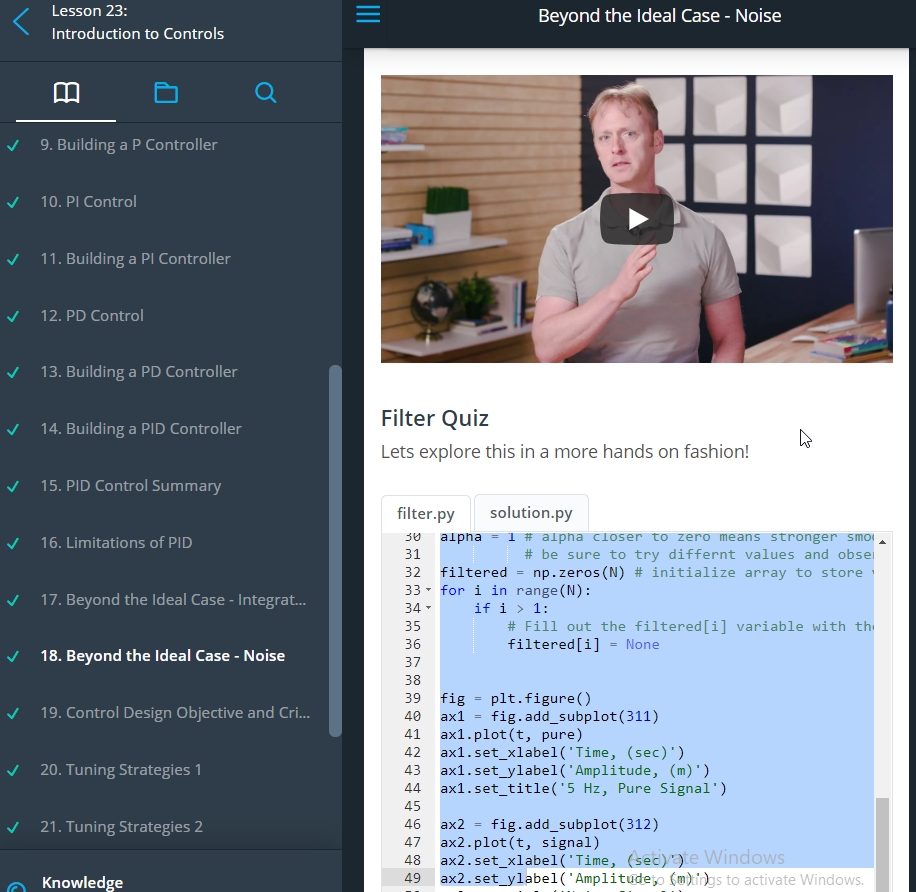 Lesson 23:
Introduction to Controls
9. Building a P Controller
10. PI Control
11. Building a PI Controller
12. PD Control
13. Building a PD Controller
14. Building a PID Controller
15. PID Control Summary
16. Limitations of PID
17. Beyond the Ideal Case - Integrat...
18. Beyond the Ideal Case - Noise
19. Control Design Objective and Cri...
20. Tuning Strategies 1
21. Tuning Strategies 2
Knowledge
Beyond the Ideal Case - Noise
Filter Quiz
Lets explore this in a more hands on fashion!
filter.py solution.py
30 alpha = 1 # alpha closer to zero means stronger smo
31 # be sure to try differnt values and obse
32 filtered = np.zeros(N) # initialize array to store
33 for i in range(N):
34 if i > 1:
35 # Fill out the filtered[i] variable with th
36 filtered[i] = None
37
38
39 fig = plt.figure()
40 ax1 = fig.add_subplot(311)
41 ax1.plot(t, pure)
42 ax1.set_xlabel('Time, (sec)')
43 ax1.set_ylabel('Amplitude, (m)')
44 ax1.set_title('5 Hz, Pure Signal')
45
46 ax2 = fig.add_subplot(312)
47 ax2.plot(t, signal)
48 ax2.set_xlabel('Time, (sec)')
49 ax2.set_ylabel('Amplitude, (m)')
Activate Windows
Go to Settings to activate Windows.